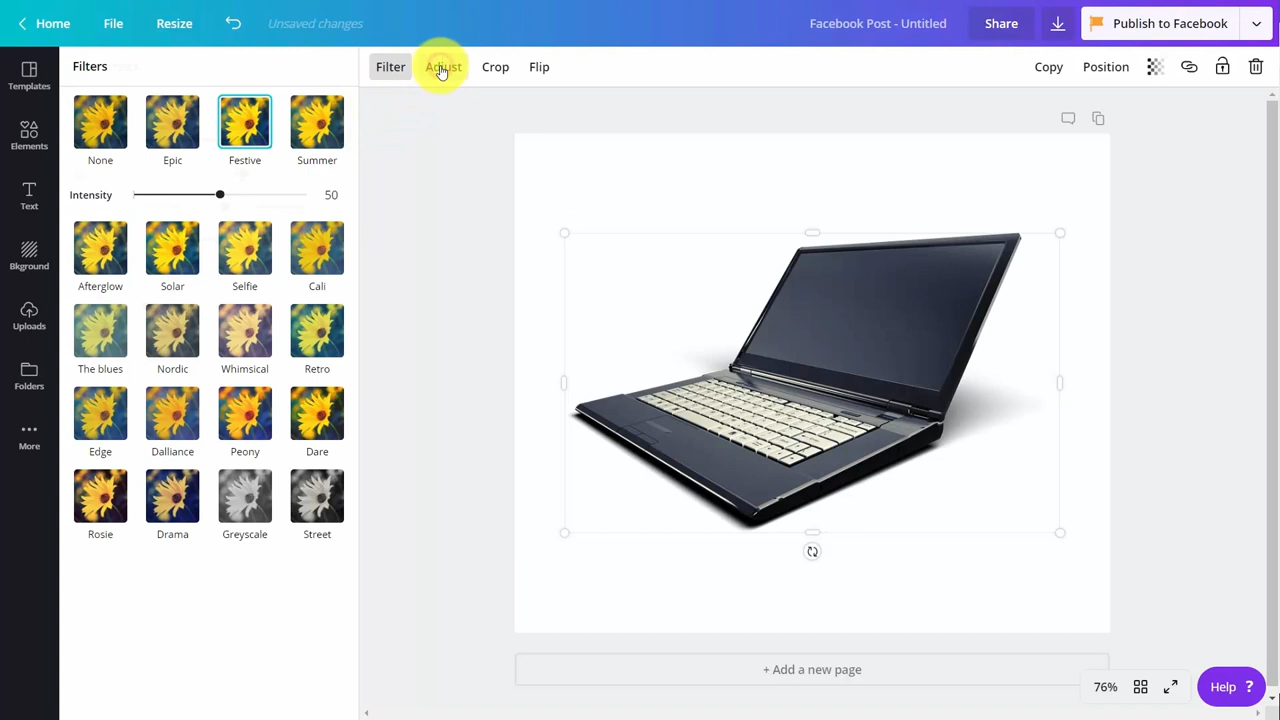 Home File Resize Unsaved changes Facebook Post - Untitled Share Publish to Facebook
Templates
Elements
Text
Bkground
Uploads
Folders
More
Filters
None Epic Festive Summer
Intensity 50
Afterglow Solar Selfie Cali
The blues Nordic Whimsical Retro
Edge Dalliance Peony Dare
Rosie Drama Greyscale Street
Filter Adjust Crop Flip Copy Position
+ Add a new page
76% Help ?